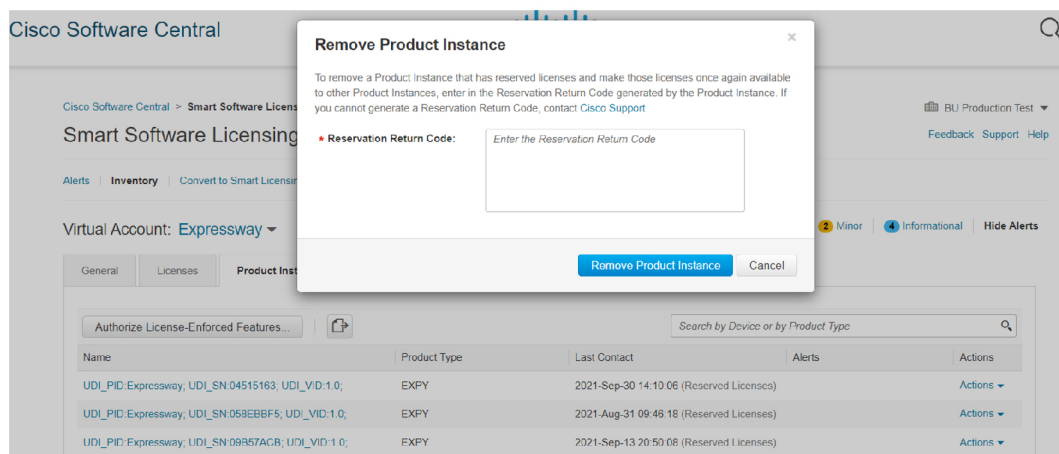 Cisco Software Central
Remove Product Instance
×
To remove a Product Instance that has reserved licenses and make those licenses once again available
to other Product Instances, enter in the Reservation Return Code generated by the Product Instance. If
you cannot generate a Reservation Return Code, contact Cisco Support
* Reservation Return Code:
Enter the Reservation Return Code
Remove Product Instance
Cancel
Cisco Software Central > Smart Software Licens
BU Production Test
Smart Software Licensing
Feedback Support Help
Alerts | Inventory | Convert to Smart Licensin
Virtual Account: Expressway
2 Minor | 4 Informational | Hide Alerts
General
Licenses
Product Inst
Authorize License-Enforced Features...
Search by Device or by Product Type
Name Product Type Last Contact Alerts Actions
UDI_PID:Expressway; UDI_SN:04515163; UDI_VID:1.0; EXPY 2021-Sep-30 14:10:06 (Reserved Licenses) Actions
UDI_PID:Expressway; UDI_SN:058EBBF5; UDI_VID:1.0; EXPY 2021-Aug-31 09:46:18 (Reserved Licenses) Actions
UDI_PID:Expressway; UDI_SN:09B57ACB; UDI_VID:1.0; EXPY 2021-Sep-13 20:50:08 (Reserved Licenses) Actions